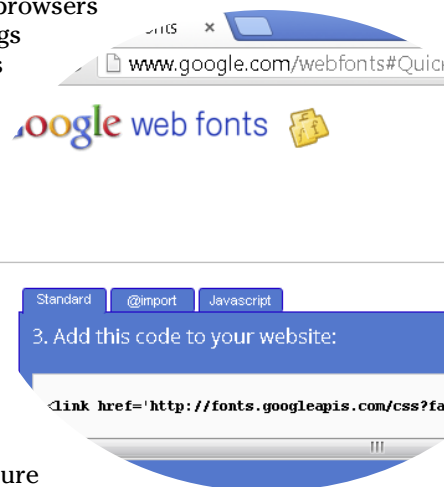 browsers
gs
s
www.google.com/webfonts#Quic
oogle web fonts
Standard @import Javascript
3. Add this code to your website:
<link href='http://fonts.googleapis.com/css?fa
ure